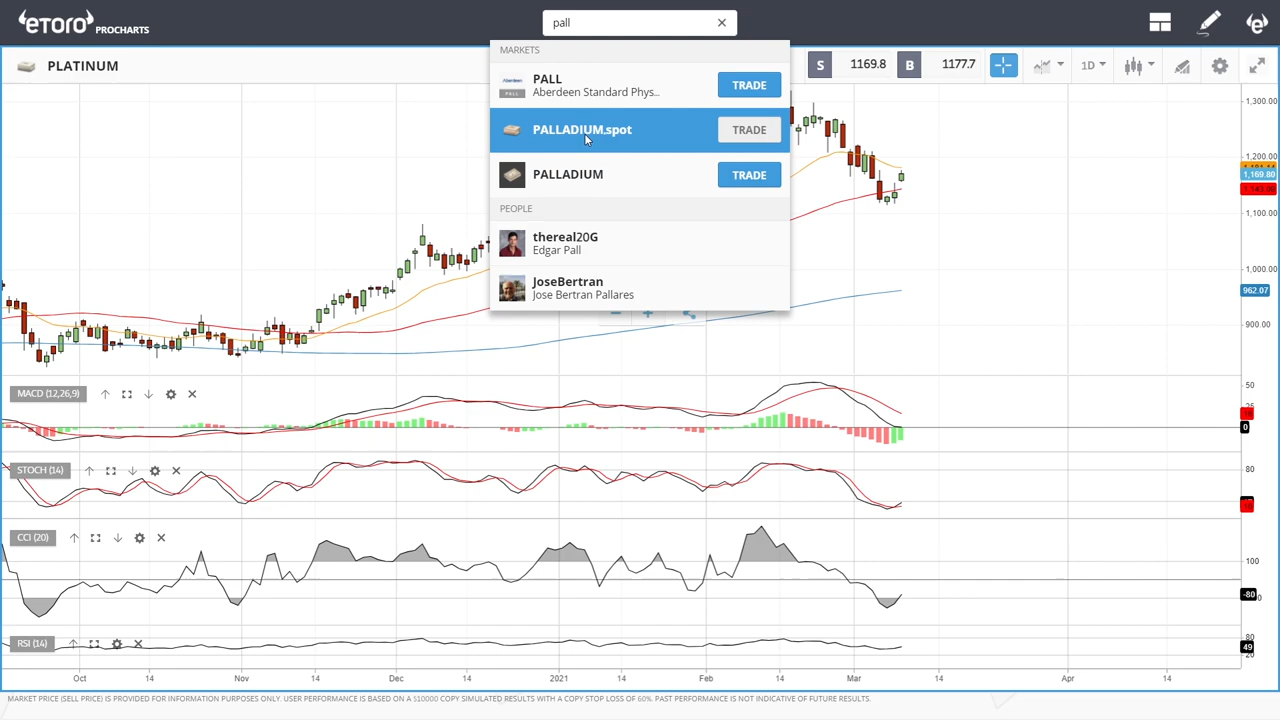 eToro PROCHARTS
pall
PLATINUM
MARKETS
PALL
Aberdeen Standard Phys..
TRADE
PALLADIUM.spot
TRADE
PALLADIUM
TRADE
PEOPLE
thereal20G
Edgar Pall
JoseBertran
Jose Bertran Pallares
S 1169.8 B 1177.7
1D
1,300.00
1,200.00
1,169.80
1,100.00
1,000.00
962.07
900.00
MACD (12,26,9)
50
0
STOCH (14)
80
CCI (20)
100
-80
RSI (14)
80
49
20
Oct 14 Nov 14 Dec 14 2021 14 Feb 14 Mar 14 Apr 14
MARKET PRICE (SELL PRICE) IS PROVIDED FOR INFORMATION PURPOSES ONLY. USER PERFORMANCE IS BASED ON A $10000 COPY SIMULATED RESULTS WITH A COPY STOP LOSS OF 60%. PAST PERFORMANCE IS NOT INDICATIVE OF FUTURE RESULTS.